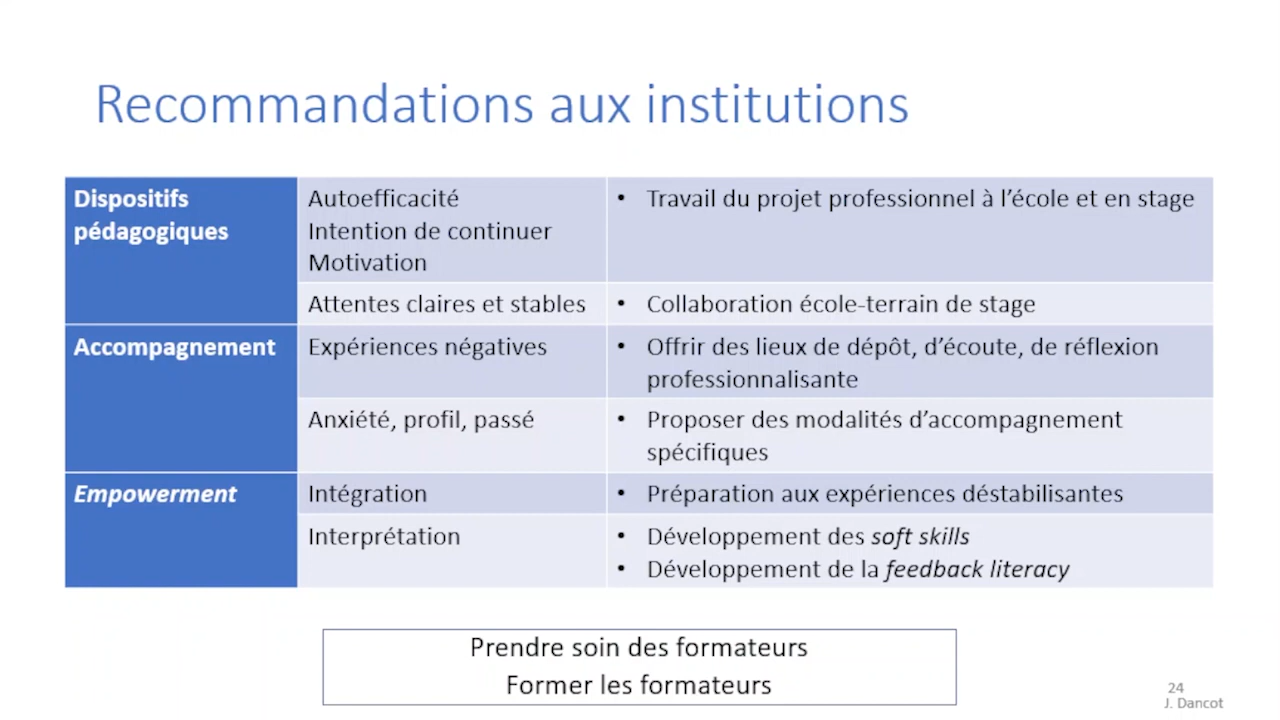 Recommandations aux institutions
Dispositifs
pédagogiques
Autoefficacité
Intention de continuer
Motivation
• Travail du projet professionnel à l’école et en stage
Attentes claires et stables
• Collaboration école-terrain de stage
Accompagnement
Expériences négatives
• Offrir des lieux de dépôt, d’écoute, de réflexion
professionnalisante
Anxiété, profil, passé
• Proposer des modalités d’accompagnement
spécifiques
Empowerment
Intégration
• Préparation aux expériences déstabilisantes
Interprétation
• Développement des soft skills
• Développement de la feedback literacy
Prendre soin des formateurs
Former les formateurs
24
J. Dancot